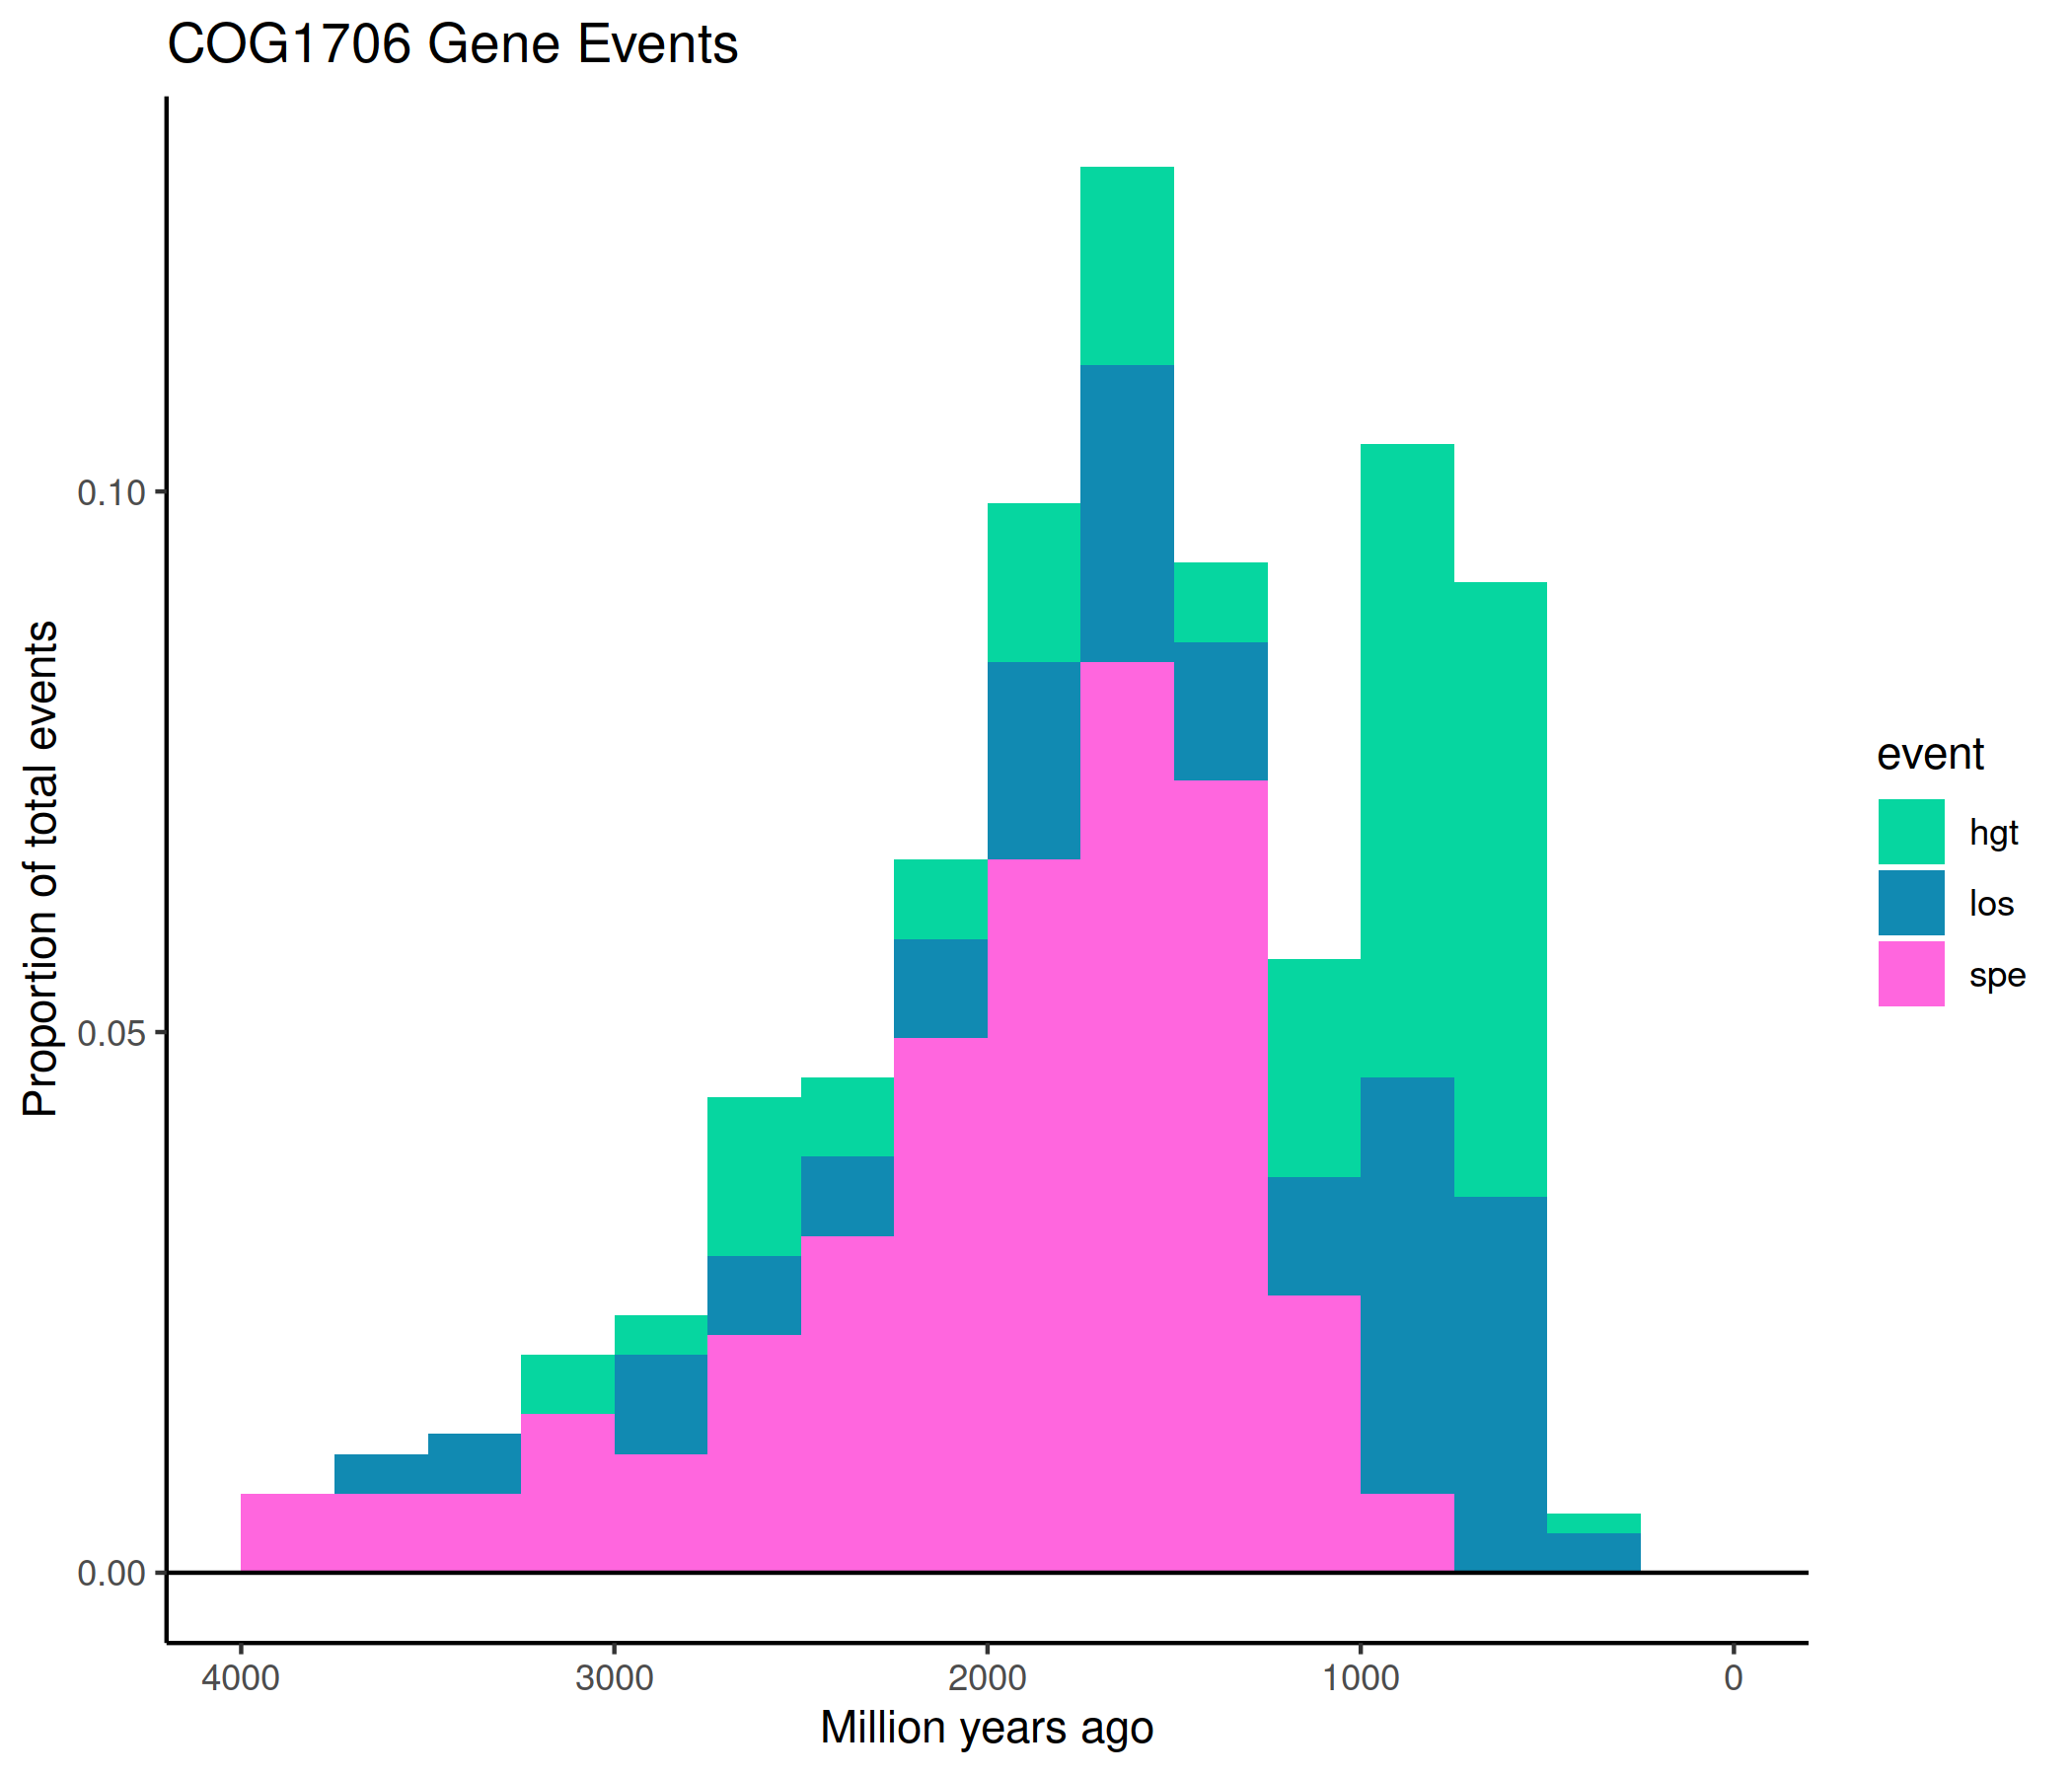 COG1706 Gene Events
Proportion of total events
0.10
0.05
0.00
4000 3000 2000 1000 0
Million years ago
event
hgt
los
spe